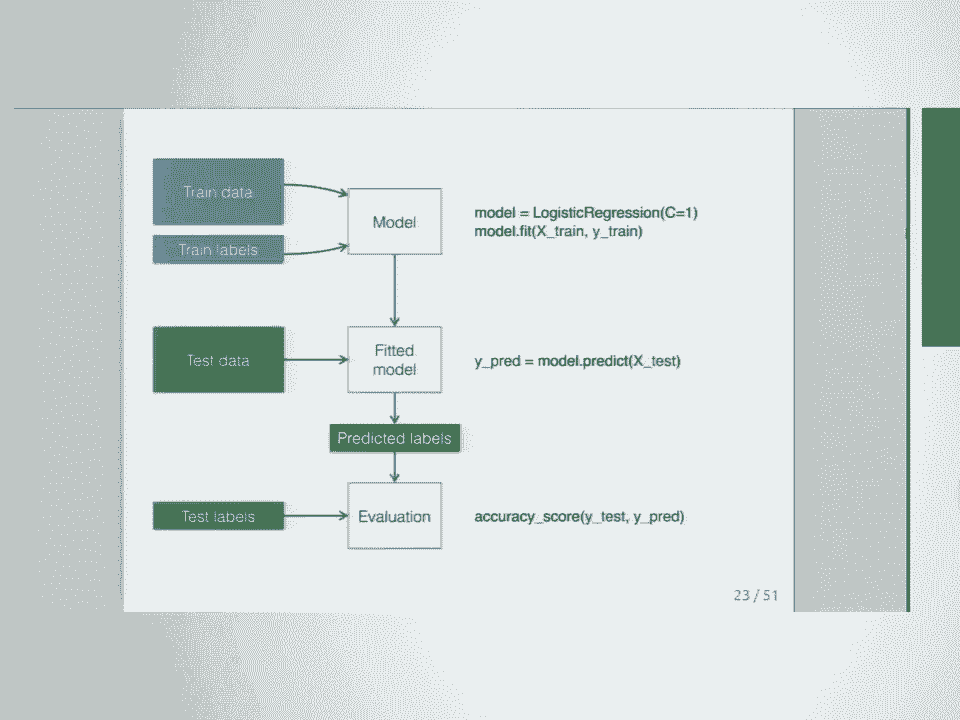 Train data
Train labels
Model
model = LogisticRegression(C=1)
model.fit(X_train, y_train)
Test data
Fitted
model
y_pred = model.predict(X_test)
Predicted labels
Test labels
Evaluation
accuracy_score(y_test, y_pred)
23 / 51